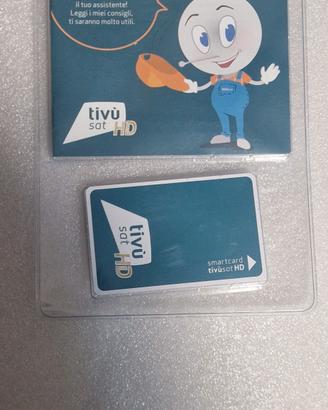 il tuo assistente!
Leggi i miei consigli,
ti saranno molto utili.
tivù
sat HD
tivù
sat HD
smartcard
tivùsat HD